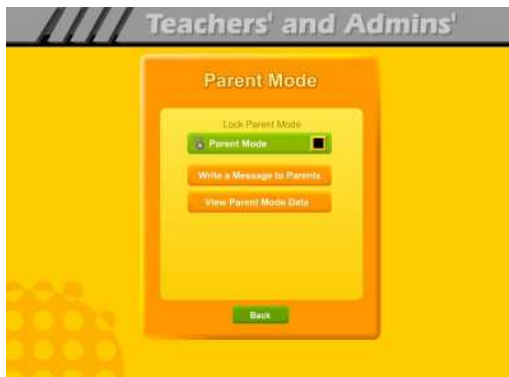 Teachers' and Admins'
Parent Mode
Lock Parent Mode
Parent Mode
Write a Message to Parents
View Parent Mode Data
Back